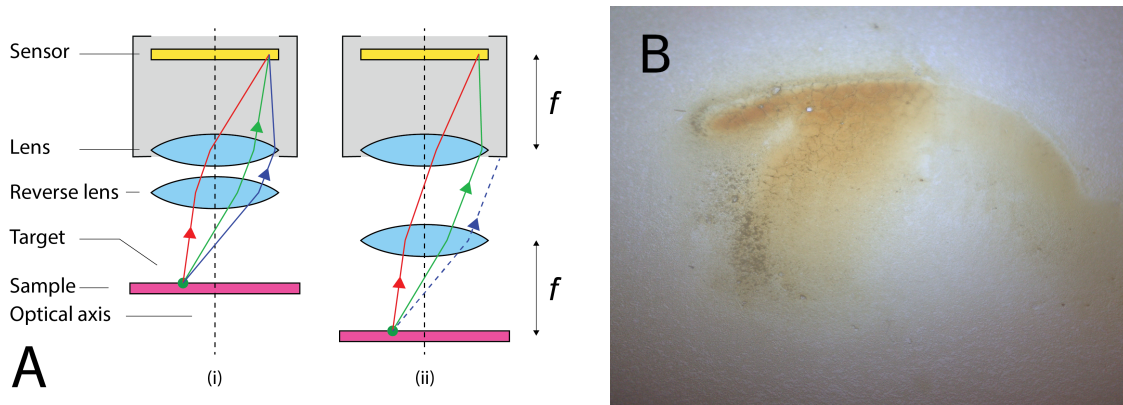 Sensor
Lens
Reverse lens
Target
Sample
Optical axis
A
(i)
(ii)
f
f
B